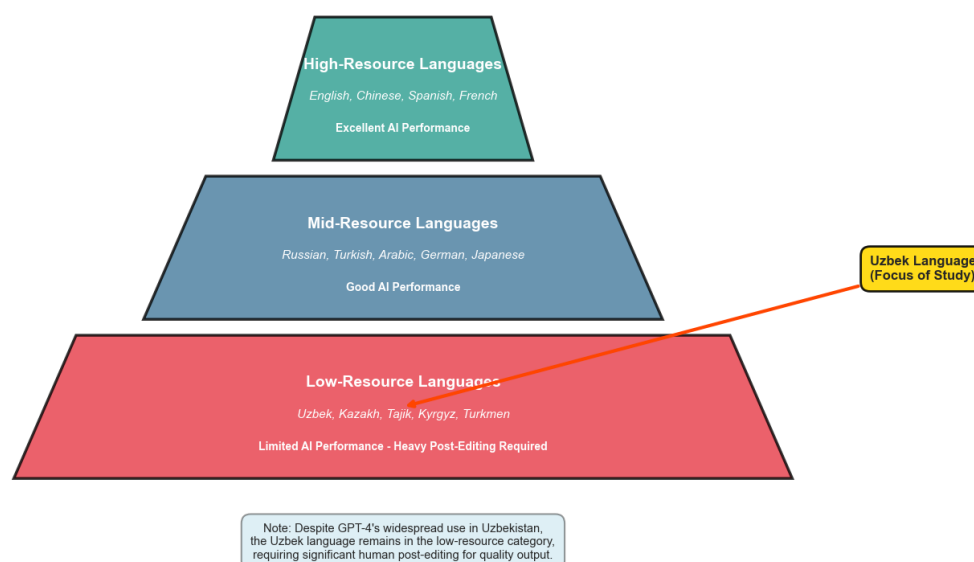 High-Resource Languages
English, Chinese, Spanish, French
Excellent AI Performance
Mid-Resource Languages
Russian, Turkish, Arabic, German, Japanese
Good AI Performance
Uzbek Language
(Focus of Study)
Low-Resource Languages
Uzbek, Kazakh, Tajik, Kyrgyz, Turkmen
Limited AI Performance - Heavy Post-Editing Required
Note: Despite GPT-4's widespread use in Uzbekistan,
the Uzbek language remains in the low-resource category,
requiring significant human post-editing for quality output.